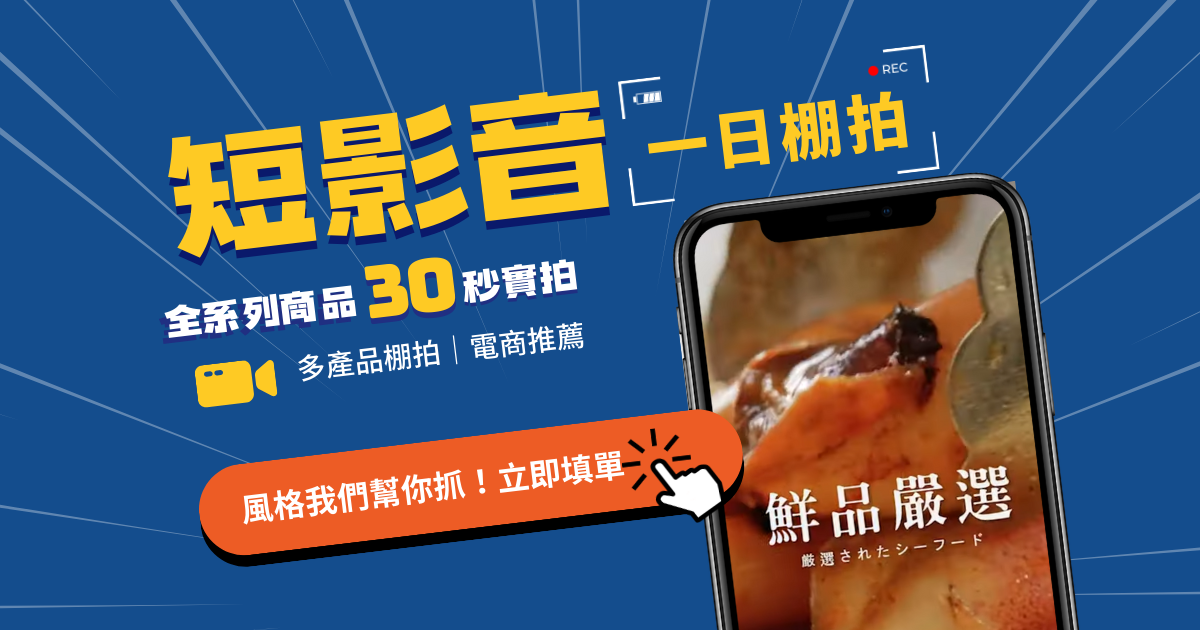 REC
短影音
一日棚拍
全系列商品30秒實拍
多產品棚拍｜電商推薦
風格我們幫你抓！立即填單
鮮品嚴選
厳選されたシーフード